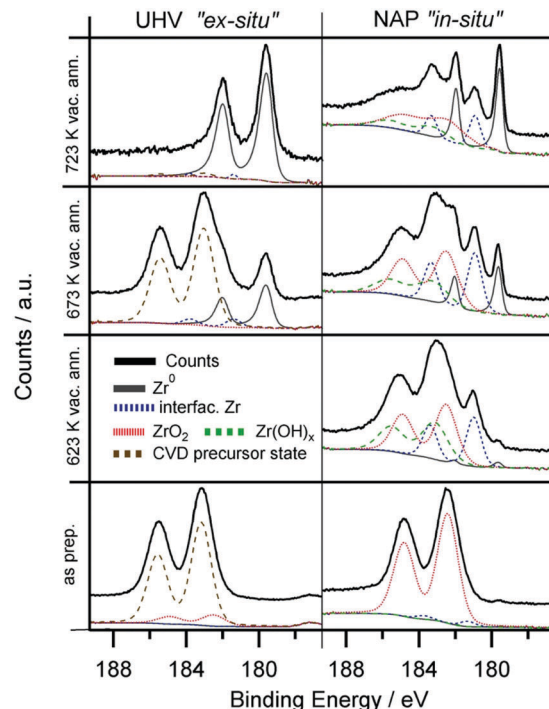 UHV "ex-situ"
NAP "in-situ"
Counts / a.u.
723 K vac. ann.
673 K vac. ann.
623 K vac. ann.
as prep.
Counts
Zr⁰
interfac. Zr
ZrO₂
Zr(OH)ₓ
CVD precursor state
188 184 180
188 184 180
Binding Energy / eV